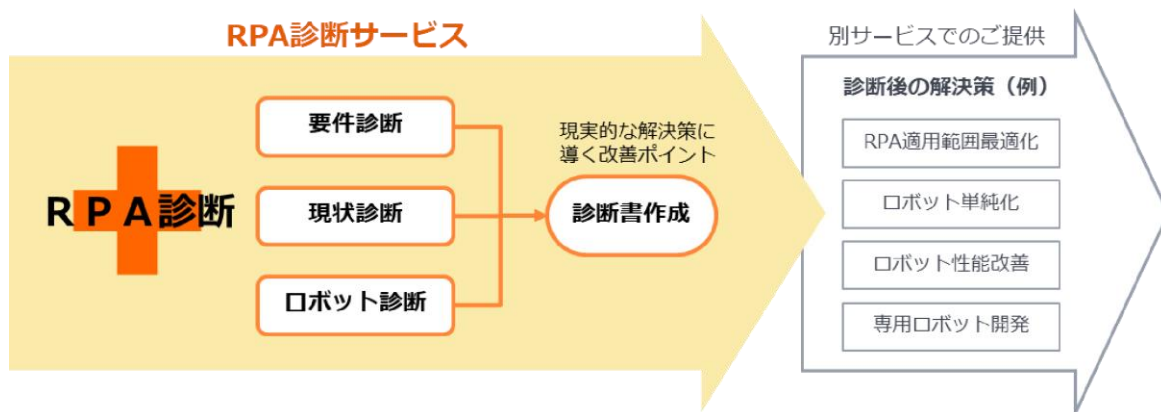 RPA診断サービス
RPA診断
要件診断
現状診断
ロボット診断
現実的な解決策に
導く改善ポイント
診断書作成
別サービスでのご提供
診断後の解決策（例）
RPA適用範囲最適化
ロボット単純化
ロボット性能改善
専用ロボット開発